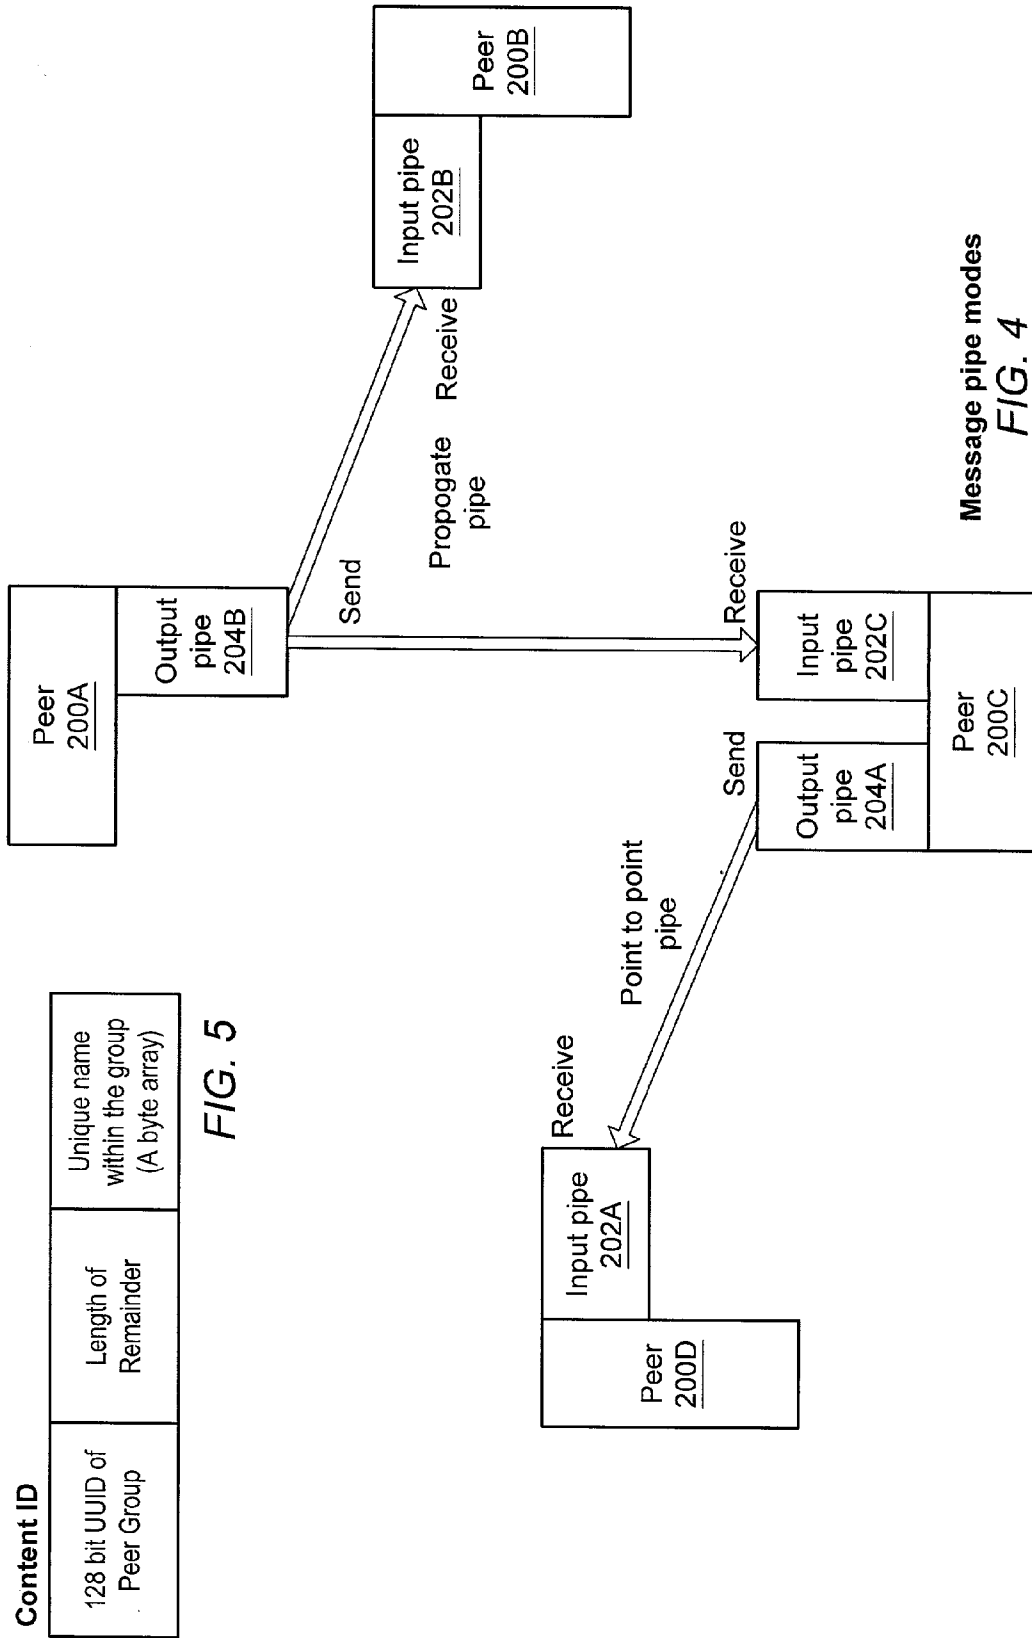 Content ID
128 bit UUID of
Peer Group
Length of
Remainder
Unique name
within the group
(A byte array)
FIG. 5
Peer
200A
Output
pipe
204B
Send
Propogate
pipe
Receive
Input pipe
202B
Peer
200B
Peer
200D
Input pipe
202A
Receive
Point to point
pipe
Send
Receive
Output
pipe
204A
Input
pipe
202C
Peer
200C
Message pipe modes
FIG. 4